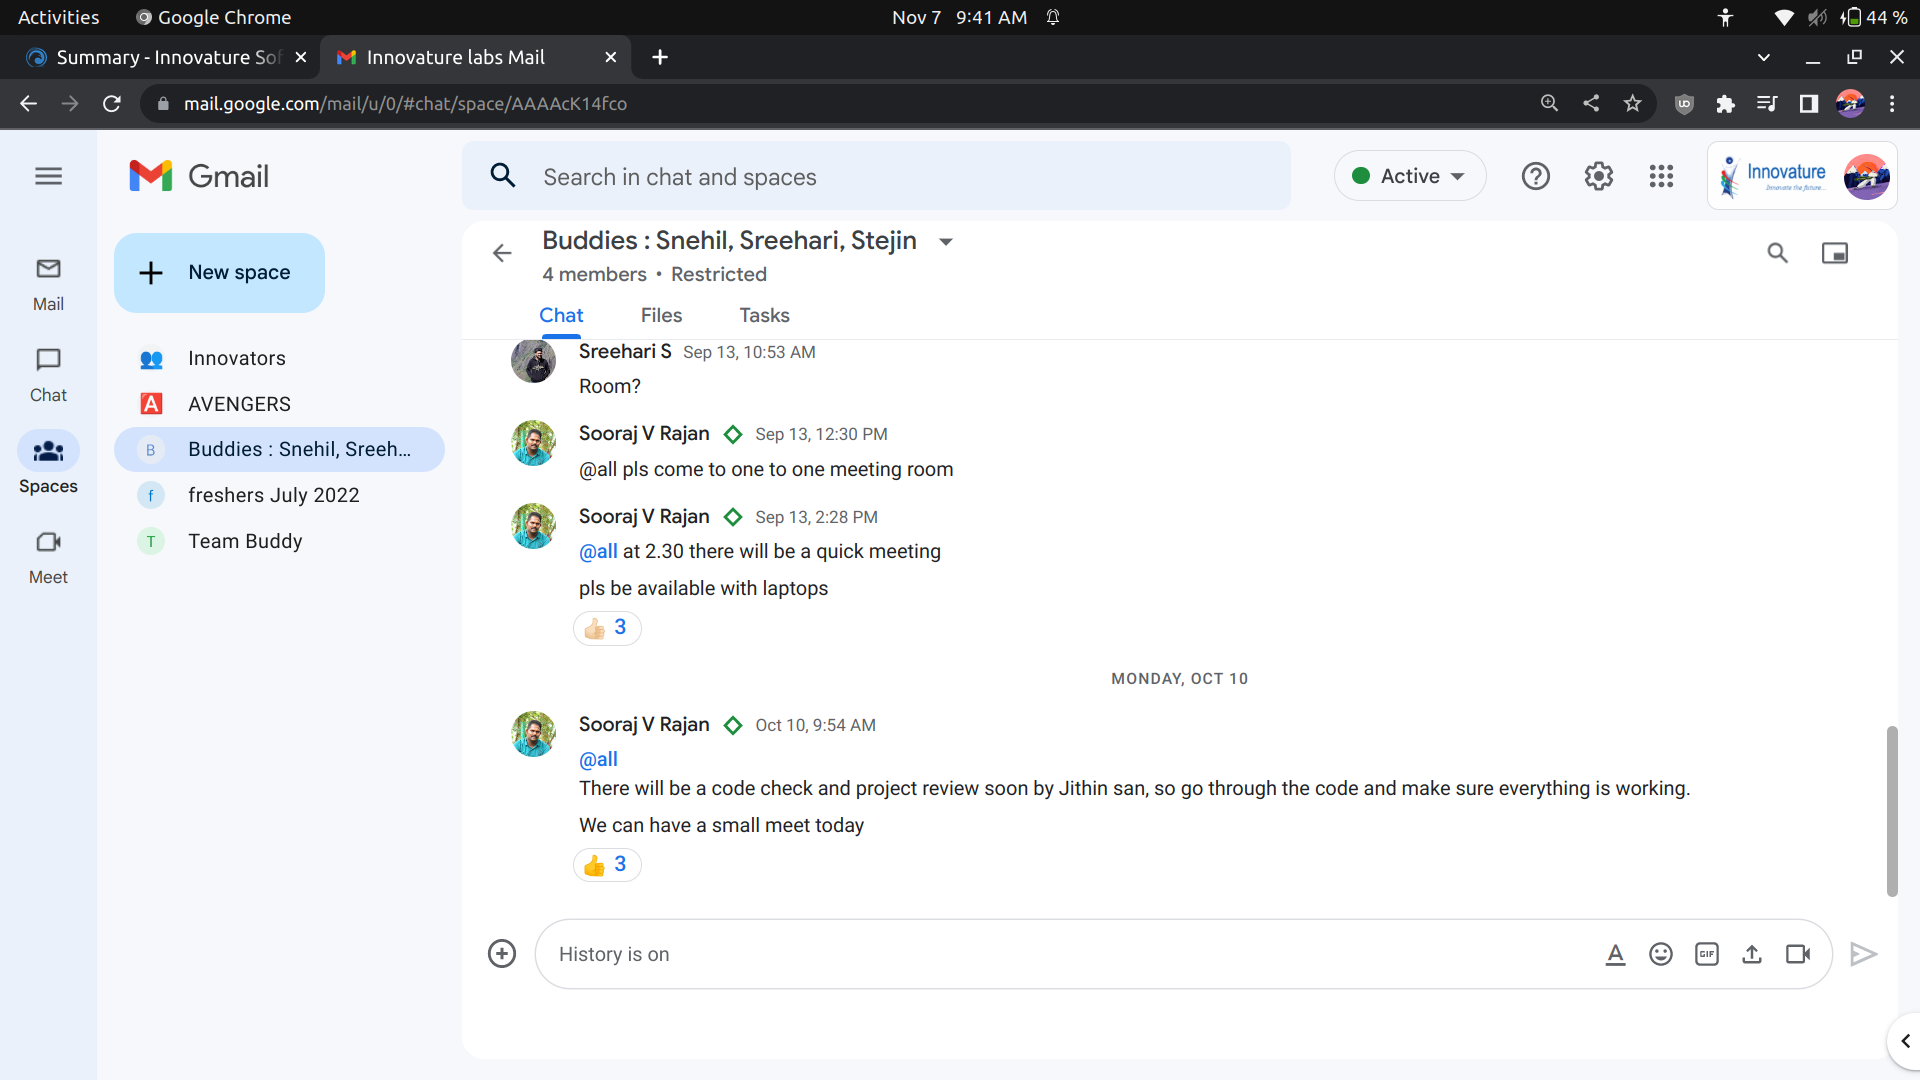 Activities Google Chrome Nov 7 9:41 AM 44 %
Summary - Innovature Sof Innovature labs Mail
mail.google.com/mail/u/0/#chat/space/AAAAcK14fco
Gmail
Search in chat and spaces
Active
Innovature
Innovate the future...
New space
Mail
Chat
Spaces
Meet
Innovators
A AVENGERS
B Buddies : Snehil, Sreeh...
f freshers July 2022
T Team Buddy
Buddies : Snehil, Sreehari, Stejin
4 members • Restricted
Chat Files Tasks
Sreehari S Sep 13, 10:53 AM
Room?
Sooraj V Rajan Sep 13, 12:30 PM
@all pls come to one to one meeting room
Sooraj V Rajan Sep 13, 2:28 PM
@all at 2.30 there will be a quick meeting
pls be available with laptops
3
MONDAY, OCT 10
Sooraj V Rajan Oct 10, 9:54 AM
@all
There will be a code check and project review soon by Jithin san, so go through the code and make sure everything is working.
We can have a small meet today
3
History is on
A GIF